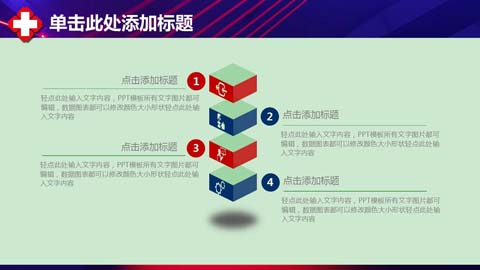 单击此处添加标题
点击添加标题
1
轻点此处输入文字内容，PPT模板所有文字图片都可
编辑，数据图表都可以修改颜色大小形状轻点此处输
入文字内容
2
点击添加标题
轻点此处输入文字内容，PPT模板所有文字图片都可
编辑，数据图表都可以修改颜色大小形状轻点此处输
入文字内容
点击添加标题
3
轻点此处输入文字内容，PPT模板所有文字图片都可
编辑，数据图表都可以修改颜色大小形状轻点此处输
入文字内容
4
点击添加标题
轻点此处输入文字内容，PPT模板所有文字图片都可
编辑，数据图表都可以修改颜色大小形状轻点此处输
入文字内容